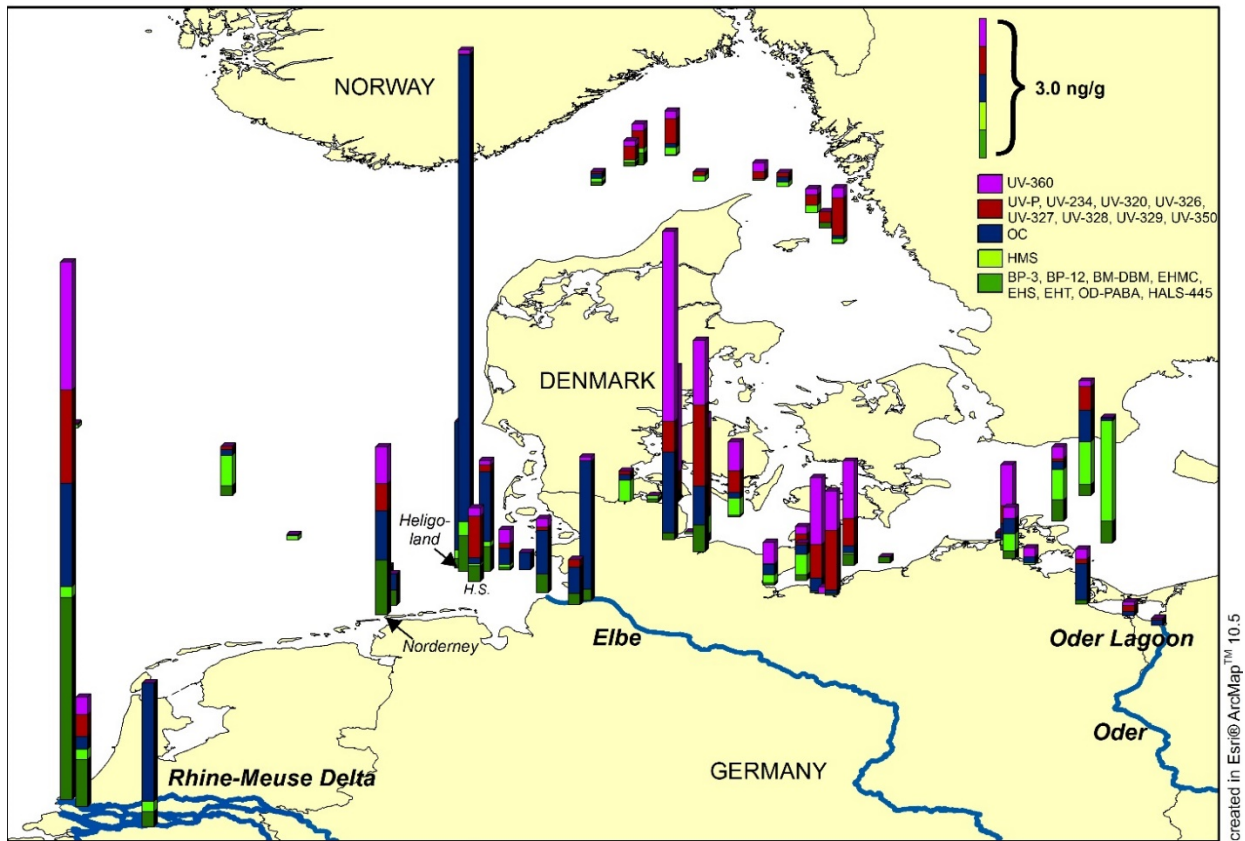 NORWAY
3.0 ng/g
UV-360
UV-P, UV-234, UV-320, UV-326,
UV-327, UV-328, UV-329, UV-350
OC
HMS
BP-3, BP-12, BM-DBM, EHMC,
EHS, EHT, OD-PABA, HALS-445
DENMARK
Heligo-
land
H.S.
Norderney
Elbe
Oder Lagoon
Oder
Rhine-Meuse Delta
GERMANY
created in Esri® ArcMap™ 10.5